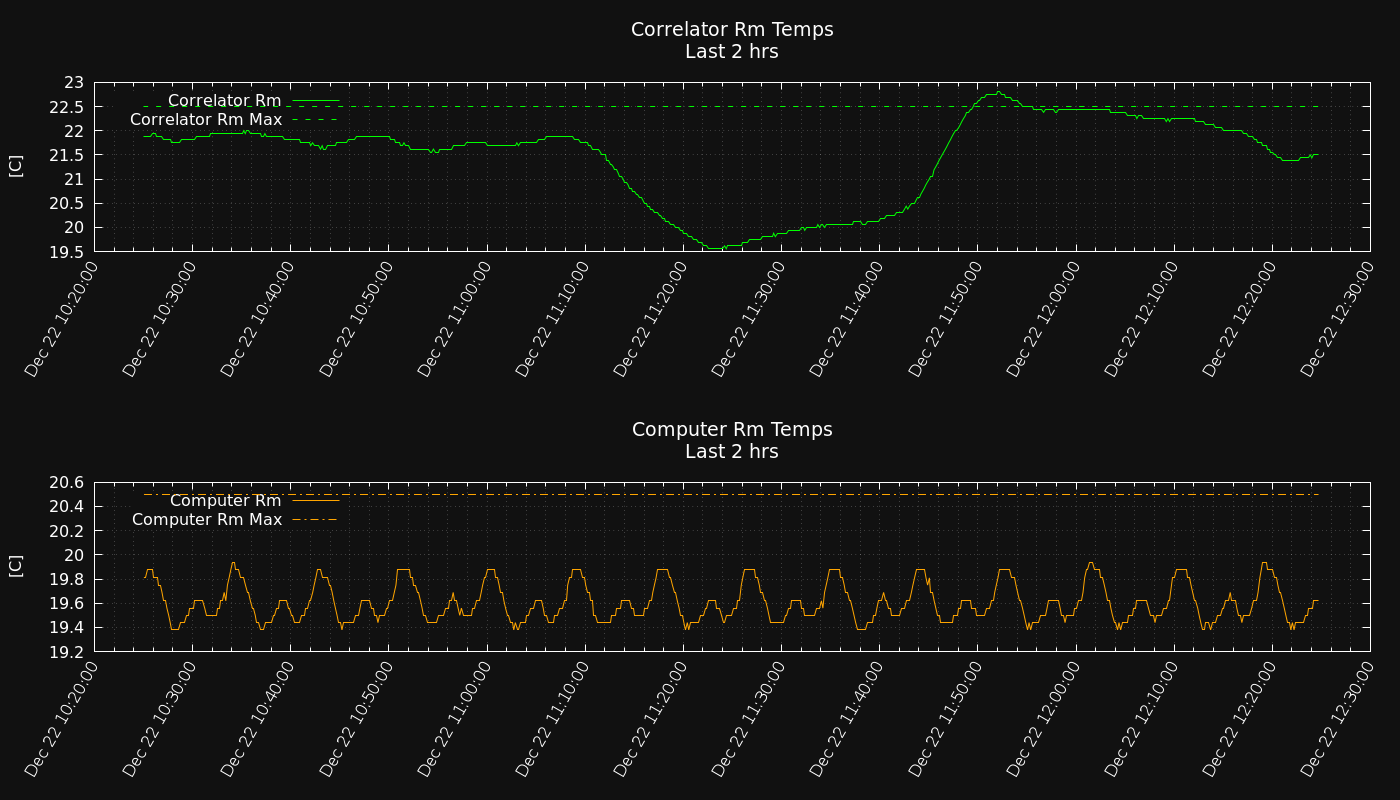 Correlator Rm Temps
Last 2 hrs
23
22.5
22
21.5
21
20.5
20
19.5
[C]
Correlator Rm
Correlator Rm Max
Dec 22 10:20:00
Dec 22 10:30:00
Dec 22 10:40:00
Dec 22 10:50:00
Dec 22 11:00:00
Dec 22 11:10:00
Dec 22 11:20:00
Dec 22 11:30:00
Dec 22 11:40:00
Dec 22 11:50:00
Dec 22 12:00:00
Dec 22 12:10:00
Dec 22 12:20:00
Dec 22 12:30:00
Computer Rm Temps
Last 2 hrs
20.6
20.4
20.2
20
19.8
19.6
19.4
19.2
[C]
Computer Rm
Computer Rm Max
Dec 22 10:20:00
Dec 22 10:30:00
Dec 22 10:40:00
Dec 22 10:50:00
Dec 22 11:00:00
Dec 22 11:10:00
Dec 22 11:20:00
Dec 22 11:30:00
Dec 22 11:40:00
Dec 22 11:50:00
Dec 22 12:00:00
Dec 22 12:10:00
Dec 22 12:20:00
Dec 22 12:30:00